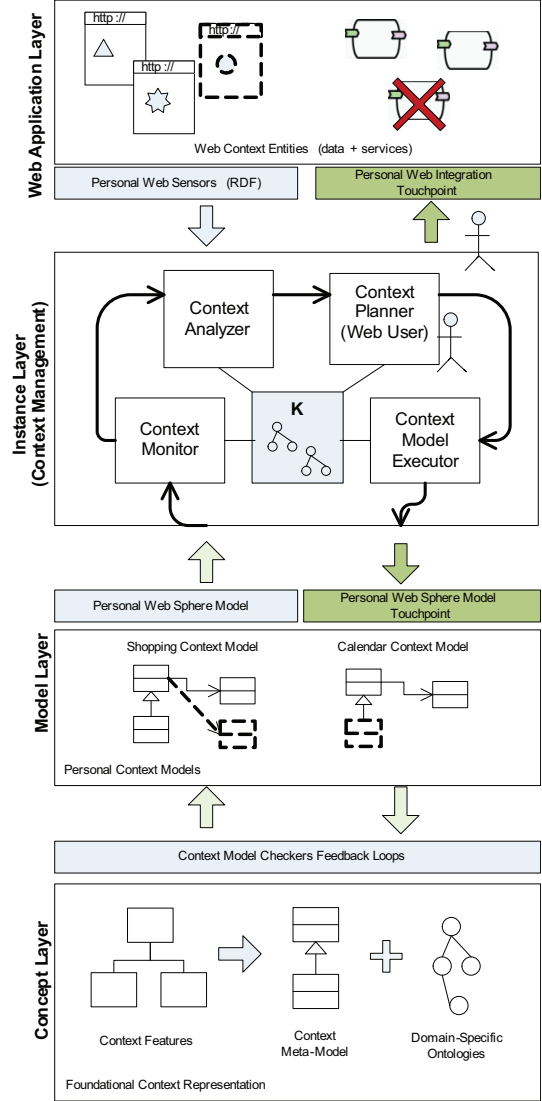 Web Application Layer
http ://
http ://
http ://
Web Context Entities (data + services)
Personal Web Sensors (RDF)
Personal Web Integration
Touchpoint
Instance Layer
(Context Management)
Context
Analyzer
Context
Planner
(Web User)
K
Context
Monitor
Context
Model
Executor
Personal Web Sphere Model
Personal Web Sphere Model
Touchpoint
Model Layer
Shopping Context Model
Calendar Context Model
Personal Context Models
Context Model Checkers Feedback Loops
Concept Layer
Context Features
Context
Meta-Model
Domain-Specific
Ontologies
Foundational Context Representation